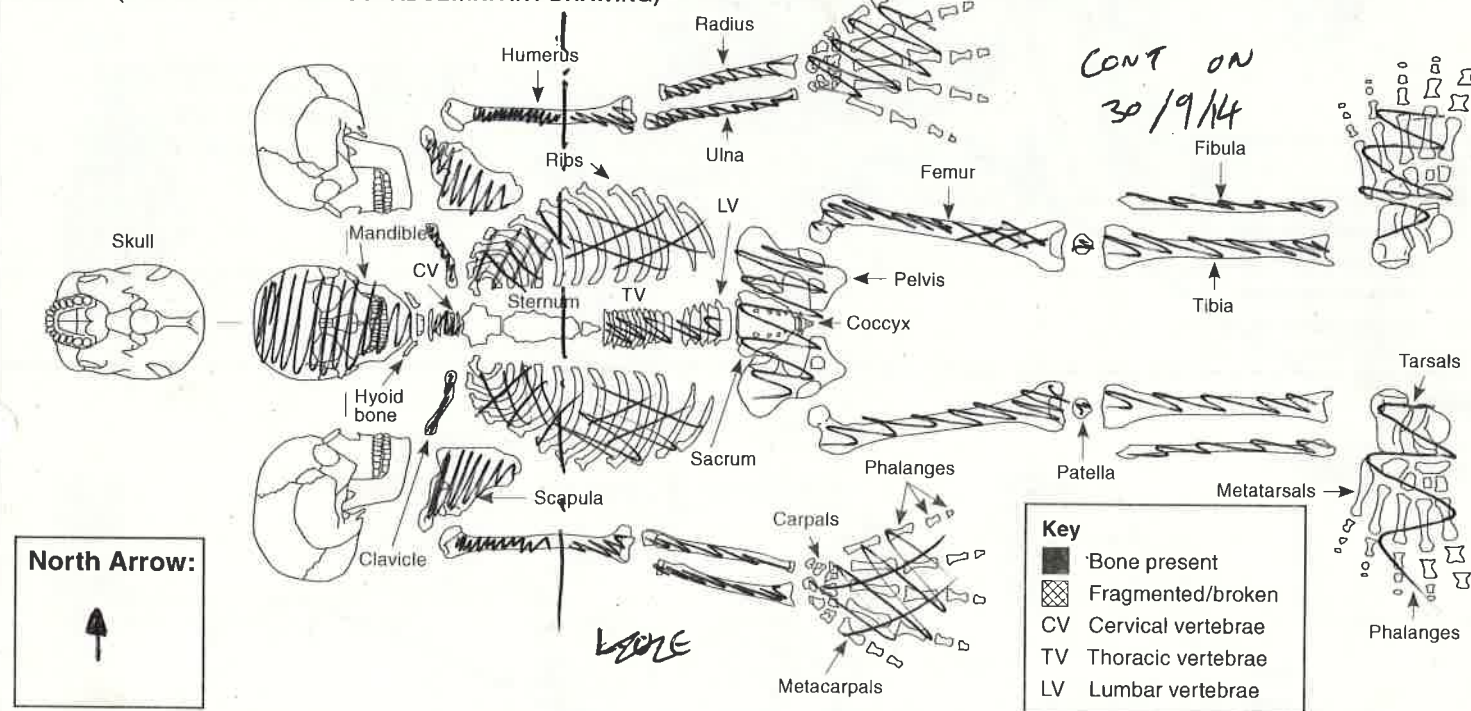 Humerus
Radius
CONT ON
30/9/14
Ribs
Ulna
Fibula
Femur
LV
Skull
Mandible
CV
Sternum
TV
Pelvis
Coccyx
Tibia
Hyoid
bone
Tarsals
Sacrum
Phalanges
Patella
Metatarsals
Scapula
Carpals
Clavicle
North Arrow:
Key
Bone present
Fragmented/broken
CV Cervical vertebrae
TV Thoracic vertebrae
LV Lumbar vertebrae
Phalanges
Metacarpals